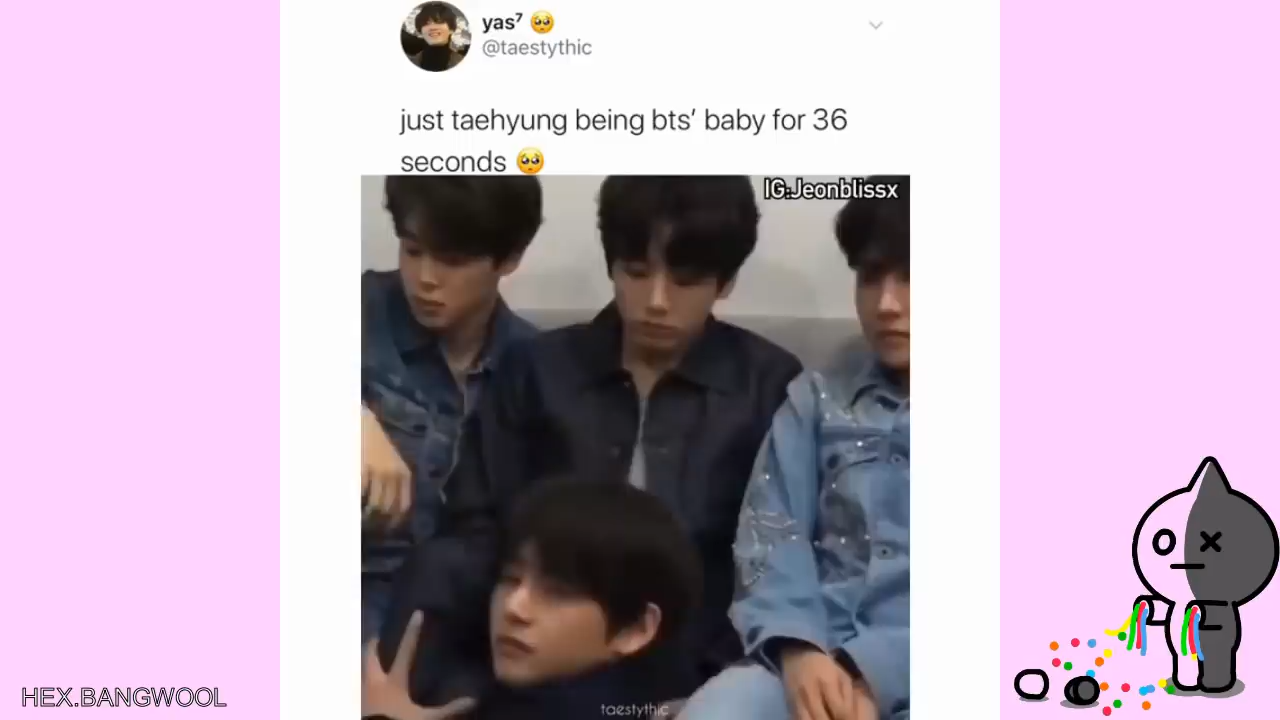 yas⁷ 🥺
@taestythic
just taehyung being bts' baby for 36
seconds 🥺
IG:Jeonblissx
taestythic
HEX.BANGWOOL